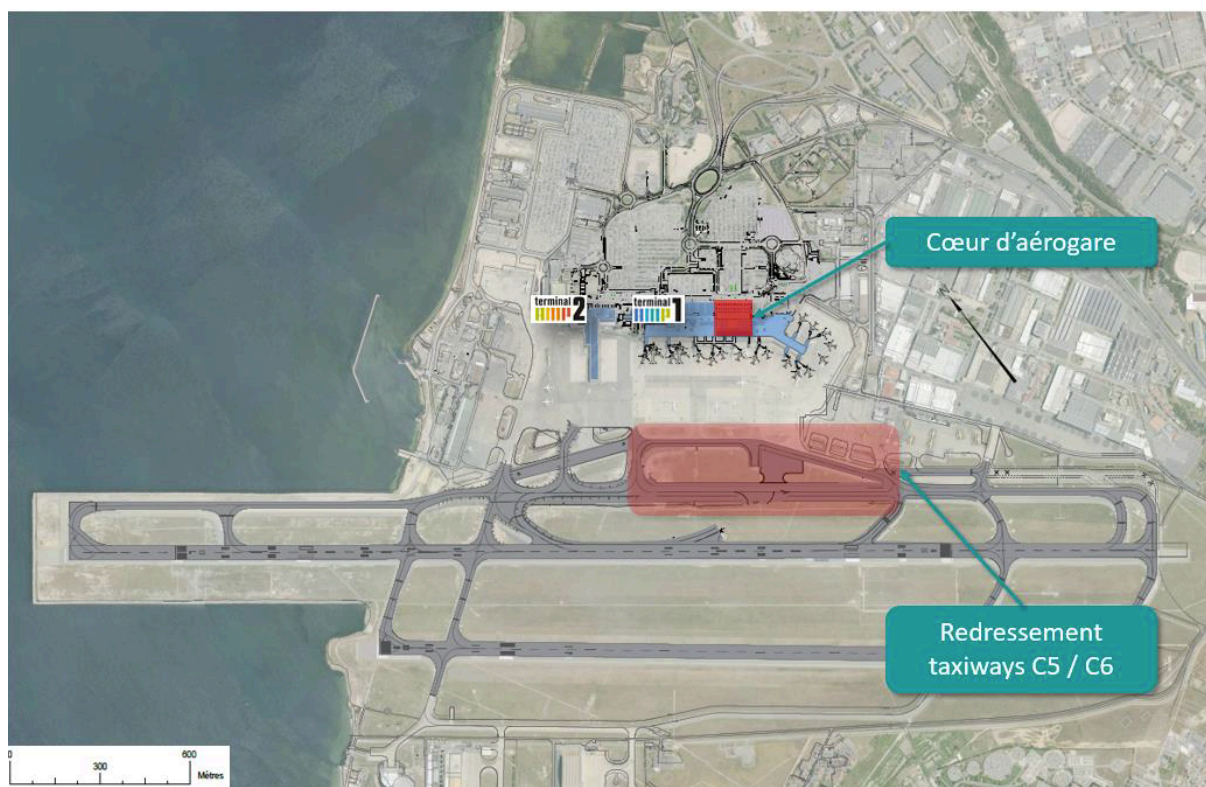 Cœur d'aérogare
terminal 2
terminal 1
Redressement
taxiways C5 / C6
0
300
600
Mètres